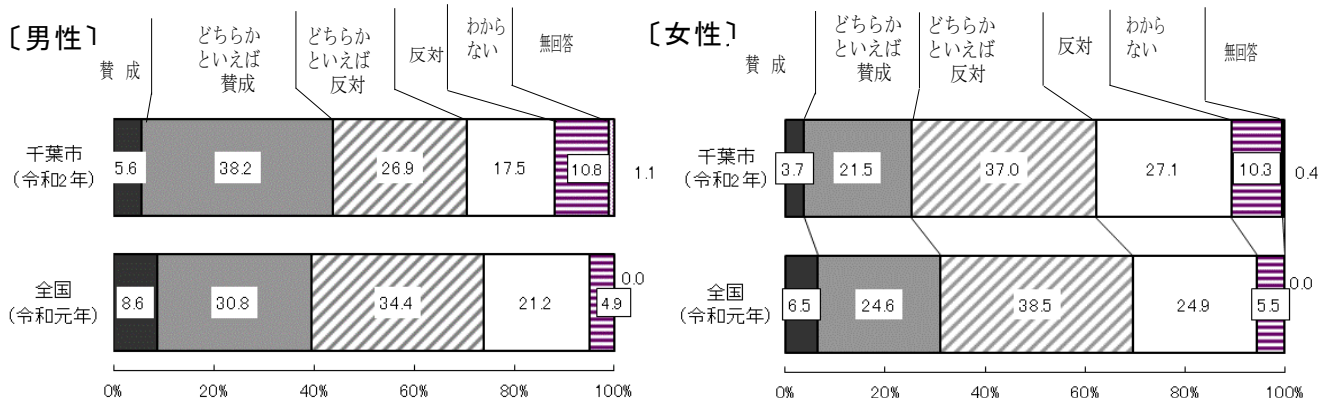 〔男性〕
賛 成
どちらか
といえば
賛成
どちらか
といえば
反対
反対
わから
ない
無回答
千葉市
(令和2年)
5.6
38.2
26.9
17.5
10.8
1.1
全国
(令和元年)
8.6
30.8
34.4
21.2
4.9
0.0
0%
20%
40%
60%
80%
100%
〔女性〕
賛 成
どちらか
といえば
賛成
どちらか
といえば
反対
反対
わから
ない
無回答
千葉市
(令和2年)
3.7
21.5
37.0
27.1
10.3
0.4
全国
(令和元年)
6.5
24.6
38.5
24.9
5.5
0.0
0%
20%
40%
60%
80%
100%